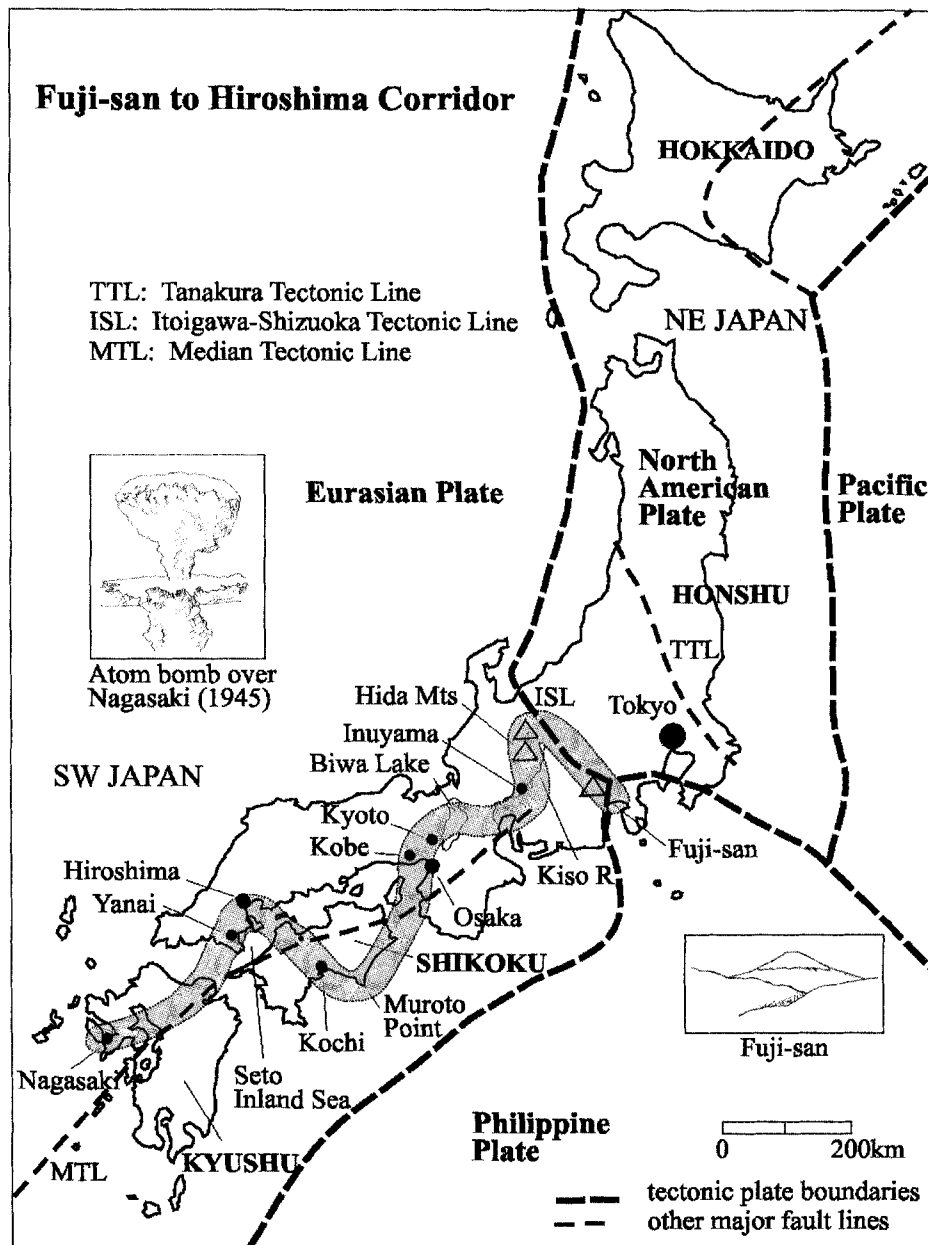 Fuji-san to Hiroshima Corridor
HOKKAIDO
TTL: Tanakura Tectonic Line
ISL: Itoigawa-Shizuoka Tectonic Line
MTL: Median Tectonic Line
NE JAPAN
North
American
Plate
Eurasian Plate
Pacific
Plate
HONSHU
TTL
Atom bomb over
Nagasaki (1945)
Hida Mts
ISL
Tokyo
Inuyama
Biwa Lake
SW JAPAN
Kyoto
Kobe
Fuji-san
Hiroshima
Kiso R.
Yanai
Osaka
SHIKOKU
Muroto
Point
Kochi
Nagasaki
Seto
Inland Sea
Fuji-san
Philippine
Plate
0 200km
MTL
KYUSHU
tectonic plate boundaries
other major fault lines